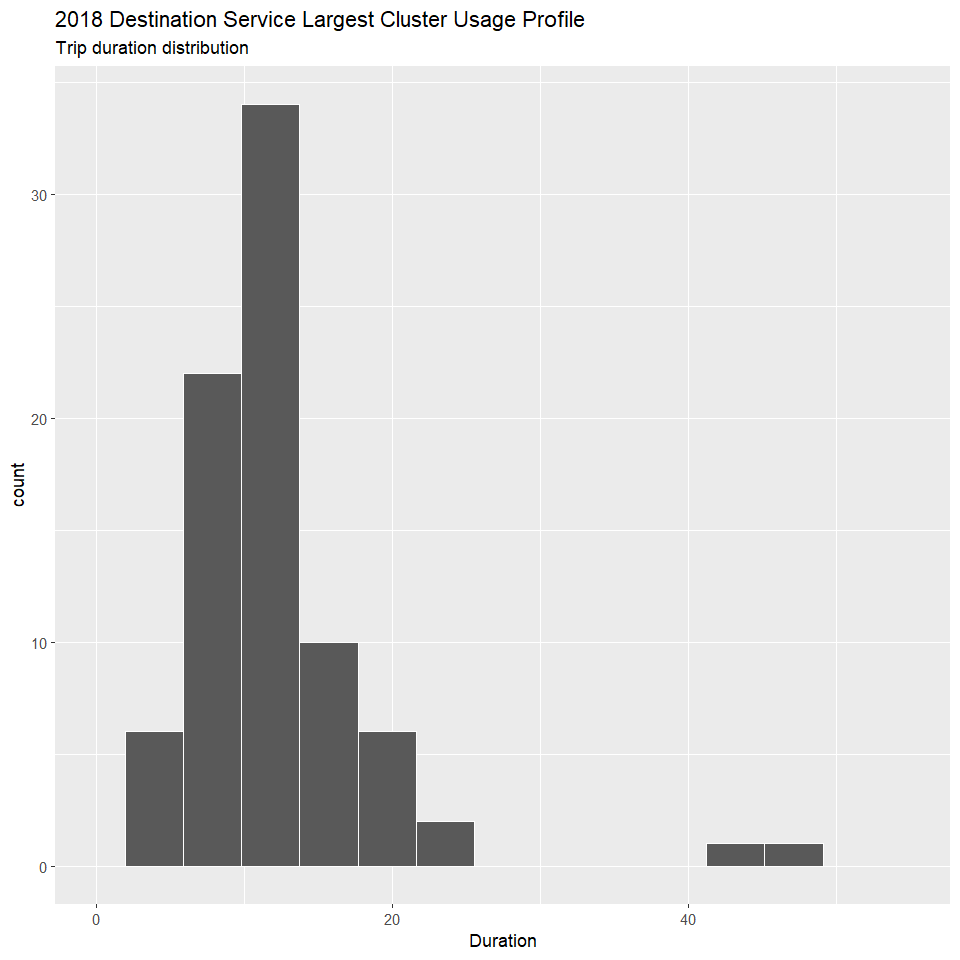 2018 Destination Service Largest Cluster Usage Profile
Trip duration distribution
30
20
10
0
count
0 20 40
Duration